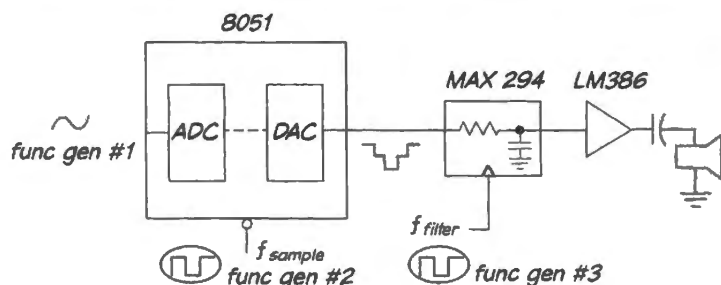 8051
MAX 294
LM386
ADC
DAC
func gen #1
f sample
func gen #2
f filter
func gen #3